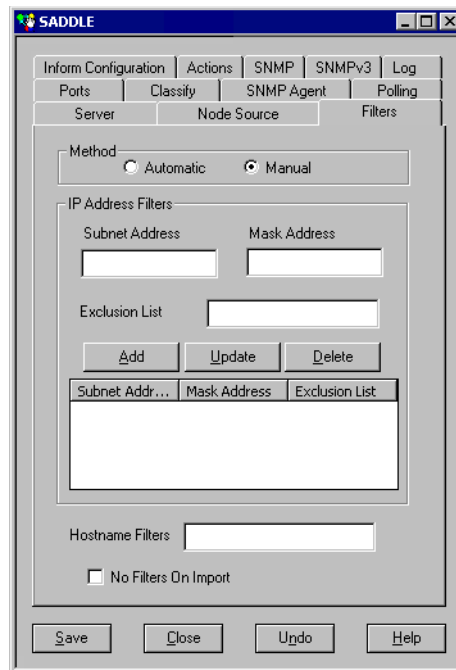 SADDLE
Inform Configuration Actions SNMP SNMPv3 Log
Ports Classify SNMP Agent Polling
Server Node Source Filters
Method
Automatic Manual
IP Address Filters
Subnet Address Mask Address
Exclusion List
Add Update Delete
Subnet Addr... Mask Address Exclusion List
Hostname Filters
No Filters On Import
Save Close Undo Help